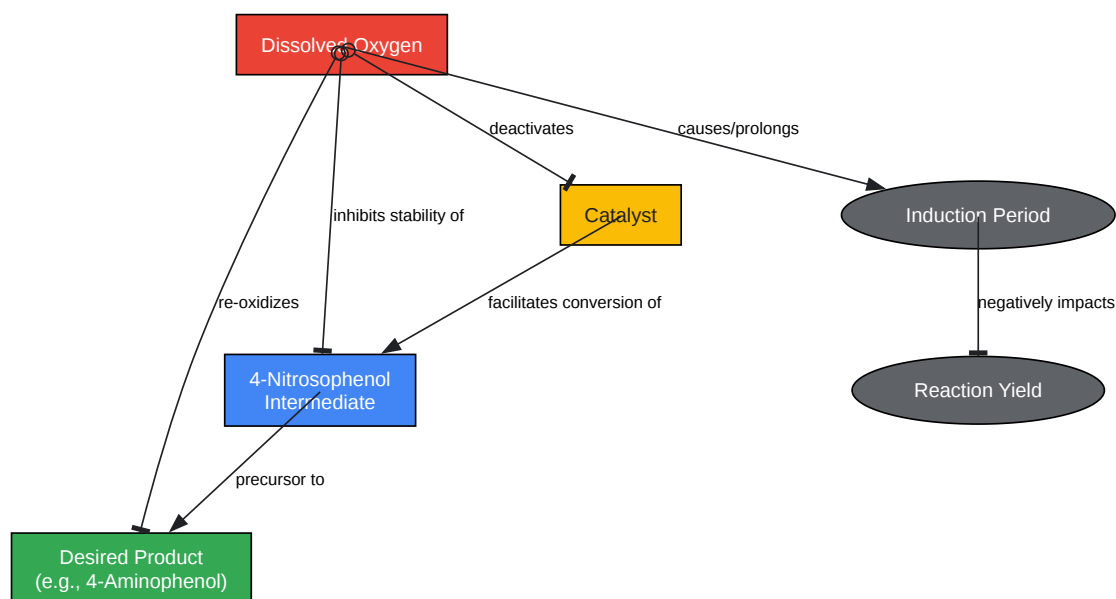 Dissolved Oxygen
deactivates
causes/prolongs
inhibits stability of
Catalyst
Induction Period
re-oxidizes
facilitates conversion of
negatively impacts
4-Nitrosophenol
Intermediate
Reaction Yield
precursor to
Desired Product
(e.g., 4-Aminophenol)